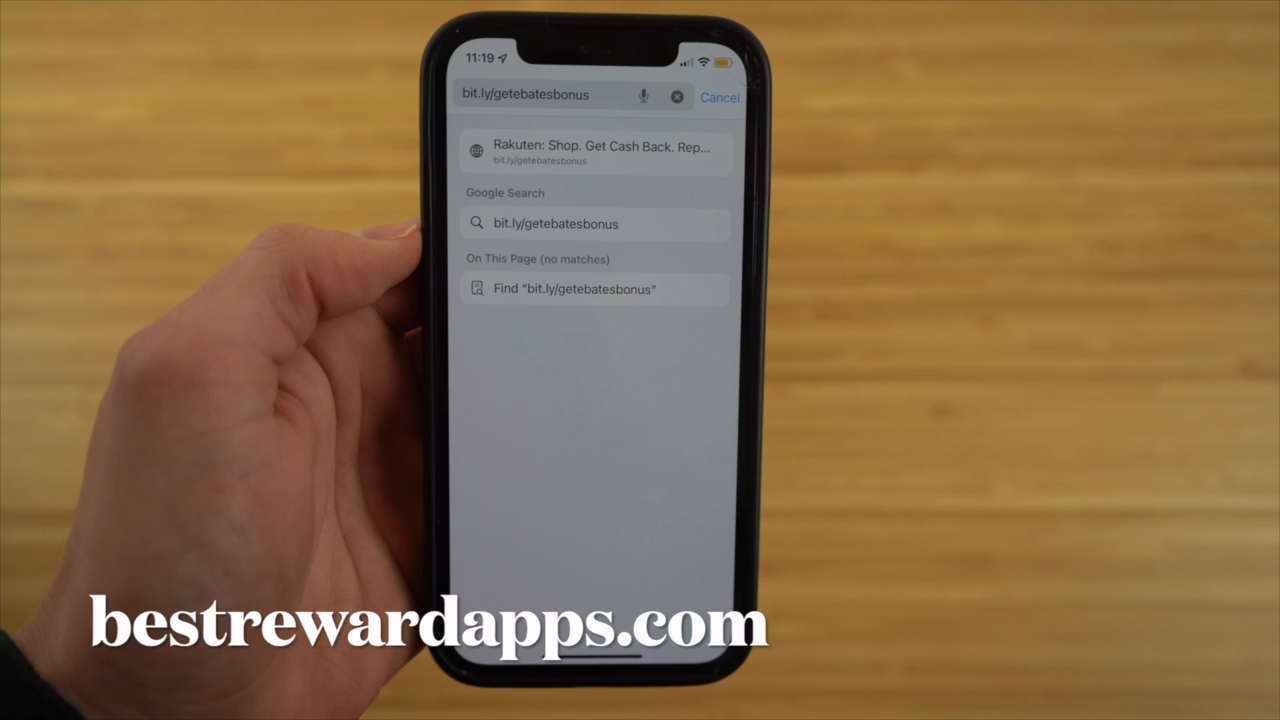 11:19
bit.ly/getebatesbonus
Cancel
Rakuten: Shop. Get Cash Back. Rep...
bit.ly/getebatesbonus
Google Search
bit.ly/getebatesbonus
On This Page (no matches)
Find “bit.ly/getebatesbonus”
bestrewardapps.com